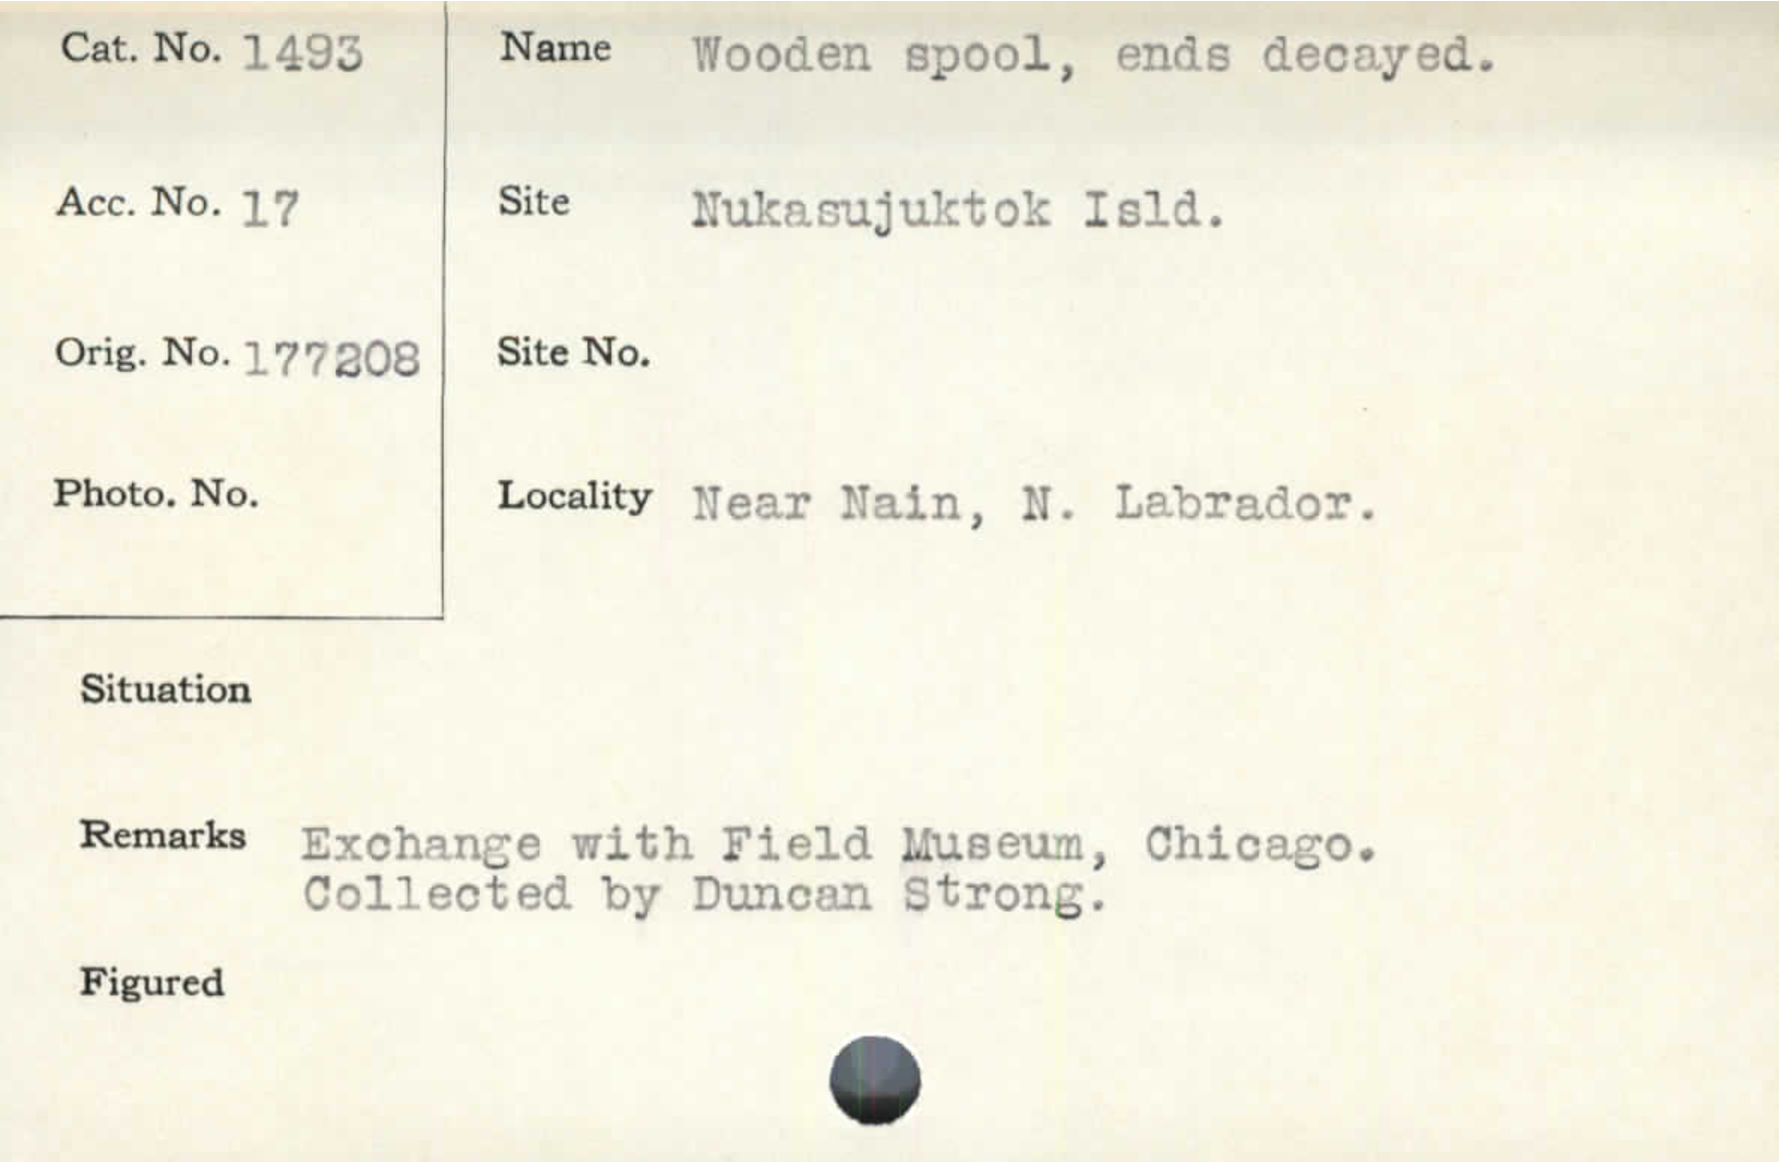 Cat. No. 1493
Name Wooden spool, ends decayed.
Acc. No. 17
Site Nukasujuktok Isld.
Orig. No. 177208
Site No.
Photo. No.
Locality Near Nain, N. Labrador.
Situation
Remarks Exchange with Field Museum, Chicago.
Collected by Duncan Strong.
Figured